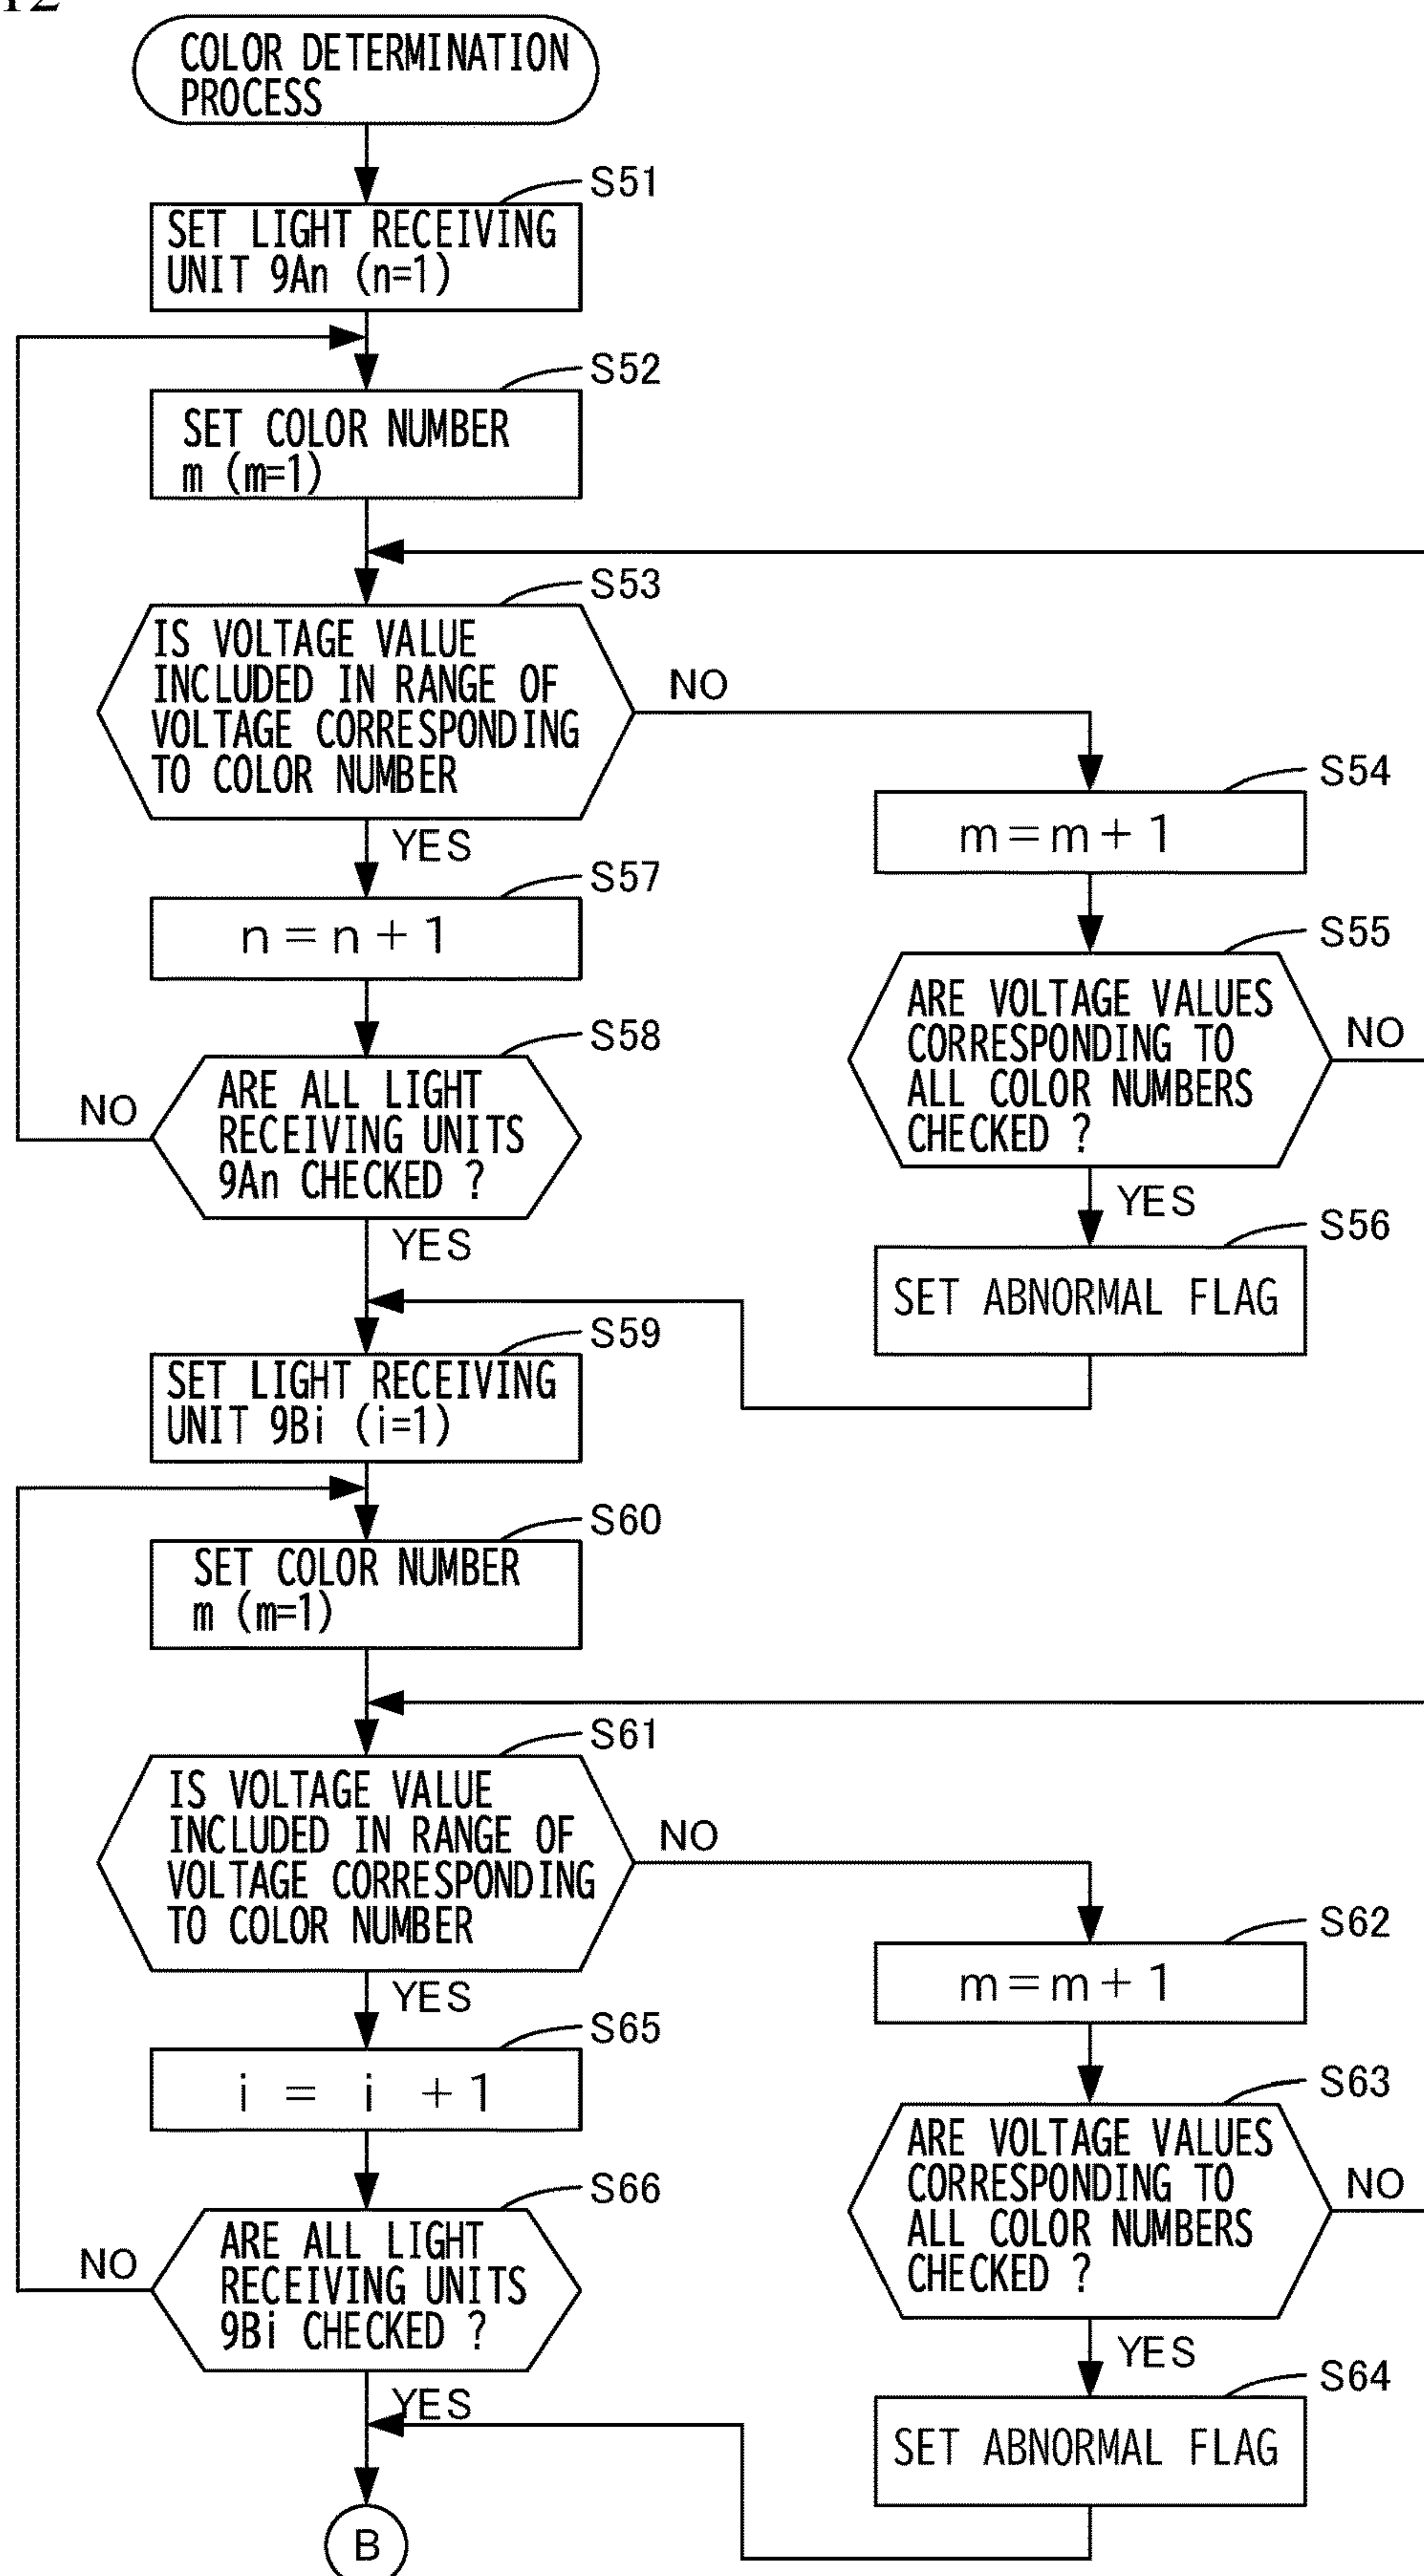 12
COLOR DETERMINATION
PROCESS
S51
SET LIGHT RECEIVING
UNIT 9An (n=1)
S52
SET COLOR NUMBER
m (m=1)
S53
IS VOLTAGE VALUE
INCLUDED IN RANGE OF
VOLTAGE CORRESPONDING
TO COLOR NUMBER
NO
YES
S54
m=m+1
S57
n=n+1
S55
ARE VOLTAGE VALUES
CORRESPONDING TO
ALL COLOR NUMBERS
CHECKED ?
NO
YES
S58
ARE ALL LIGHT
RECEIVING UNITS
9An CHECKED ?
NO
YES
S56
SET ABNORMAL FLAG
S59
SET LIGHT RECEIVING
UNIT 9Bi (i=1)
S60
SET COLOR NUMBER
m (m=1)
S61
IS VOLTAGE VALUE
INCLUDED IN RANGE OF
VOLTAGE CORRESPONDING
TO COLOR NUMBER
NO
YES
S62
m=m+1
S65
i = i +1
S63
ARE VOLTAGE VALUES
CORRESPONDING TO
ALL COLOR NUMBERS
CHECKED ?
NO
YES
S66
ARE ALL LIGHT
RECEIVING UNITS
9Bi CHECKED ?
NO
YES
S64
SET ABNORMAL FLAG
B